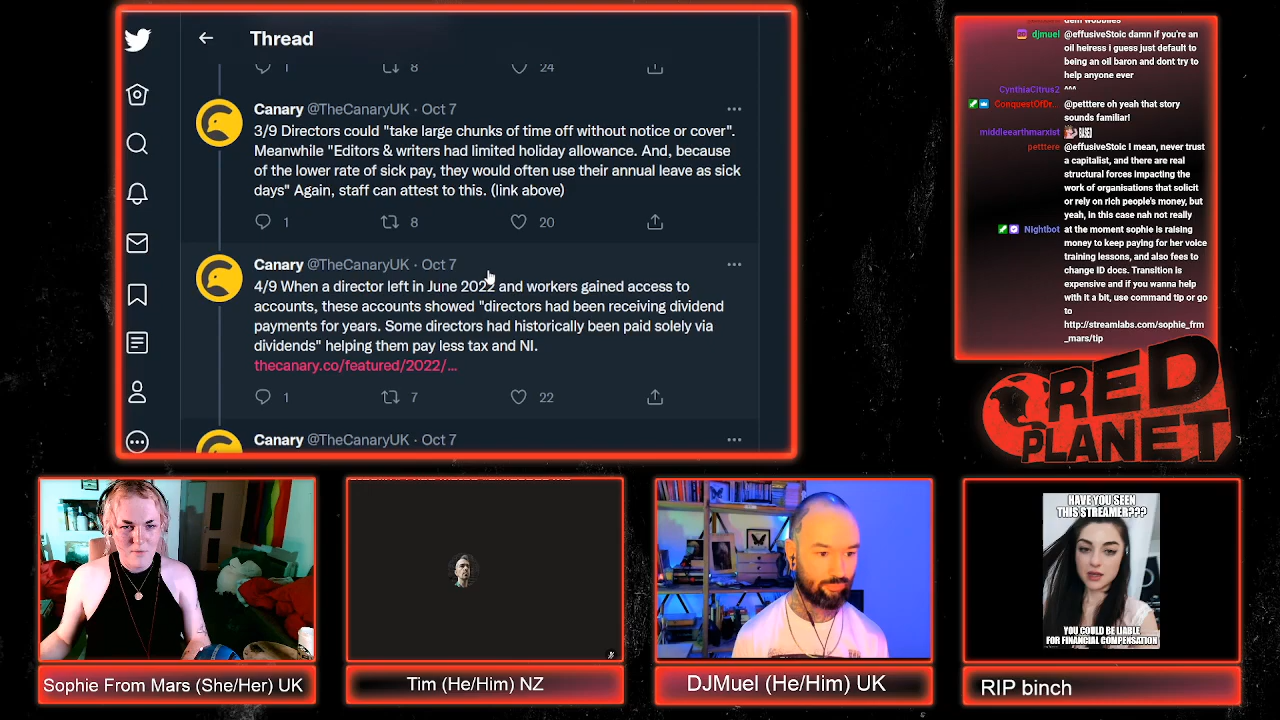 Thread
1 8 24
Canary @TheCanaryUK · Oct 7
3/9 Directors could "take large chunks of time off without notice or cover".
Meanwhile "Editors & writers had limited holiday allowance. And, because
of the lower rate of sick pay, they would often use their annual leave as sick
days" Again, staff can attest to this. (link above)
1 8 20
Canary @TheCanaryUK · Oct 7
4/9 When a director left in June 2022 and workers gained access to
accounts, these accounts showed "directors had been receiving dividend
payments for years. Some directors had historically been paid solely via
dividends" helping them pay less tax and NI.
thecanary.co/featured/2022/...
1 7 22
Canary @TheCanaryUK · Oct 7
dem wobblies
djmuel @effusiveStoic damn if you're an
oil heiress i guess just default to
being an oil baron and dont try to
help anyone ever
CynthiaCitrus2 ^^^
ConquestOfDr... @petttere oh yeah that story
sounds familiar!
middleearthmarxist BASED
petttere @effusiveStoic I mean, never trust
a capitalist, and there are real
structural forces impacting the
work of organisations that solicit
or rely on rich people's money, but
yeah, in this case nah not really
Nightbot at the moment sophie is raising
money to keep paying for her voice
training lessons, and also fees to
change ID docs. Transition is
expensive and if you wanna help
with it a bit, use command tip or go
to
http://streamlabs.com/sophie_frm
_mars/tip
RED
PLANET
HAVE YOU SEEN
THIS STREAMER???
YOU COULD BE LIABLE
FOR FINANCIAL COMPENSATION
Sophie From Mars (She/Her) UK
Tim (He/Him) NZ
DJMuel (He/Him) UK
RIP binch